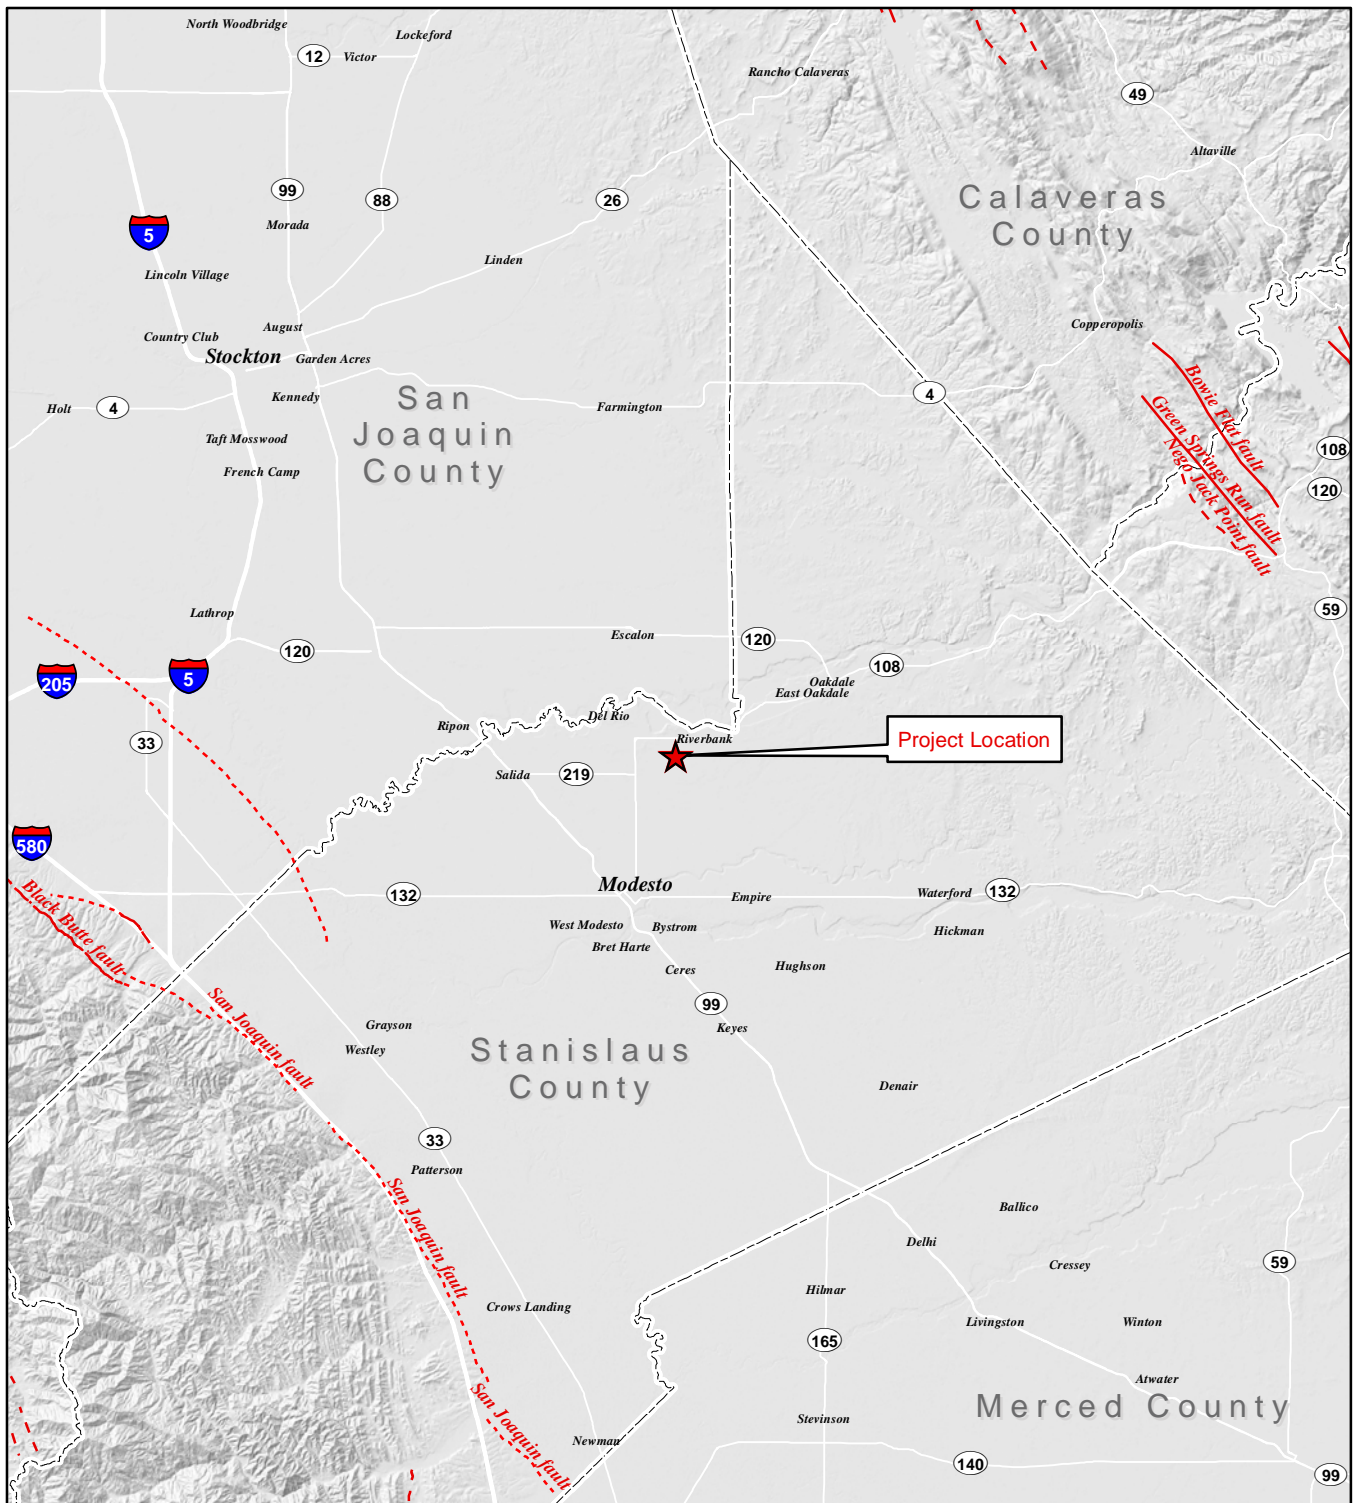 North Woodbridge
Lockeford
12
Victor
Rancho Calaveras
49
Altaville
99
88
26
Calaveras
County
5
Morada
Linden
Lincoln Village
August
Country Club
Stockton
Garden Acres
Copperopolis
Kennedy
San
Joaquin
County
Holt
4
Farmington
4
Bowie Flat fault
Green Springs Run fault
Nego Jack Point fault
Taft Mosswood
French Camp
108
120
59
Lathrop
Escalon
120
120
108
205
5
Oakdale
East Oakdale
33
Ripon
Del Rio
Riverbank
Project Location
Salida
219
580
Black Butte fault
132
Modesto
Empire
Waterford
132
West Modesto
Bystrom
Hickman
Bret Harte
Ceres
Hughson
99
Keyes
San Joaquin fault
Grayson
Westley
Stanislaus
County
Denair
33
Patterson
San Joaquin fault
Ballico
Delhi
Cressey
59
Hilmar
Crows Landing
Livingston
Winton
165
Atwater
San Joaquin fault
Merced County
Stevinson
Newman
140
99